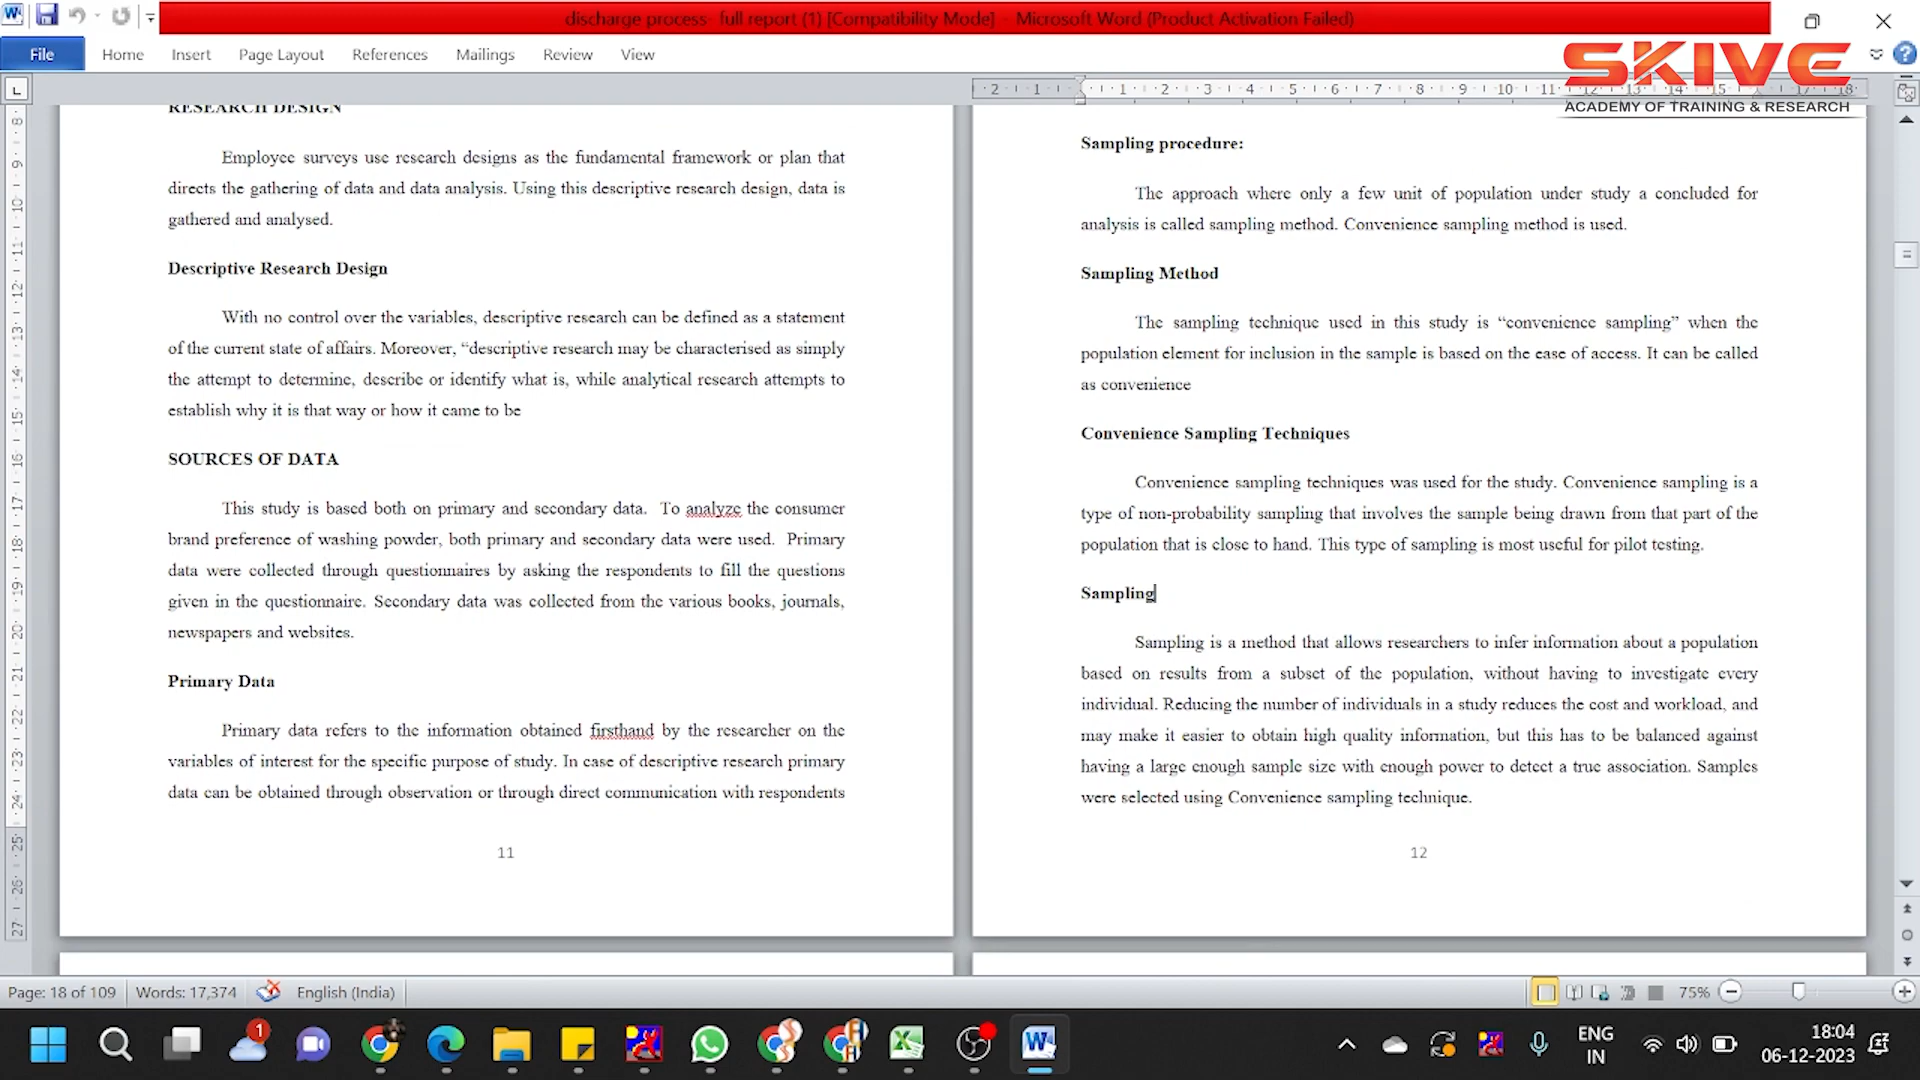 discharge process- full report (1) [Compatibility Mode] - Microsoft Word (Product Activation Failed)
File Home Insert Page Layout References Mailings Review View
SKIVE
ACADEMY OF TRAINING & RESEARCH
RESEARCH DESIGN
Employee surveys use research designs as the fundamental framework or plan that
directs the gathering of data and data analysis. Using this descriptive research design, data is
gathered and analysed.
Descriptive Research Design
With no control over the variables, descriptive research can be defined as a statement
of the current state of affairs. Moreover, “descriptive research may be characterised as simply
the attempt to determine, describe or identify what is, while analytical research attempts to
establish why it is that way or how it came to be
SOURCES OF DATA
This study is based both on primary and secondary data. To analyze the consumer
brand preference of washing powder, both primary and secondary data were used. Primary
data were collected through questionnaires by asking the respondents to fill the questions
given in the questionnaire. Secondary data was collected from the various books, journals,
newspapers and websites.
Primary Data
Primary data refers to the information obtained firsthand by the researcher on the
variables of interest for the specific purpose of study. In case of descriptive research primary
data can be obtained through observation or through direct communication with respondents
11
Sampling procedure:
The approach where only a few unit of population under study a concluded for
analysis is called sampling method. Convenience sampling method is used.
Sampling Method
The sampling technique used in this study is “convenience sampling” when the
population element for inclusion in the sample is based on the ease of access. It can be called
as convenience
Convenience Sampling Techniques
Convenience sampling techniques was used for the study. Convenience sampling is a
type of non-probability sampling that involves the sample being drawn from that part of the
population that is close to hand. This type of sampling is most useful for pilot testing.
Sampling
Sampling is a method that allows researchers to infer information about a population
based on results from a subset of the population, without having to investigate every
individual. Reducing the number of individuals in a study reduces the cost and workload, and
may make it easier to obtain high quality information, but this has to be balanced against
having a large enough sample size with enough power to detect a true association. Samples
were selected using Convenience sampling technique.
12
Page: 18 of 109 Words: 17,374 English (India) 75%
1
ENG
IN
18:04
06-12-2023